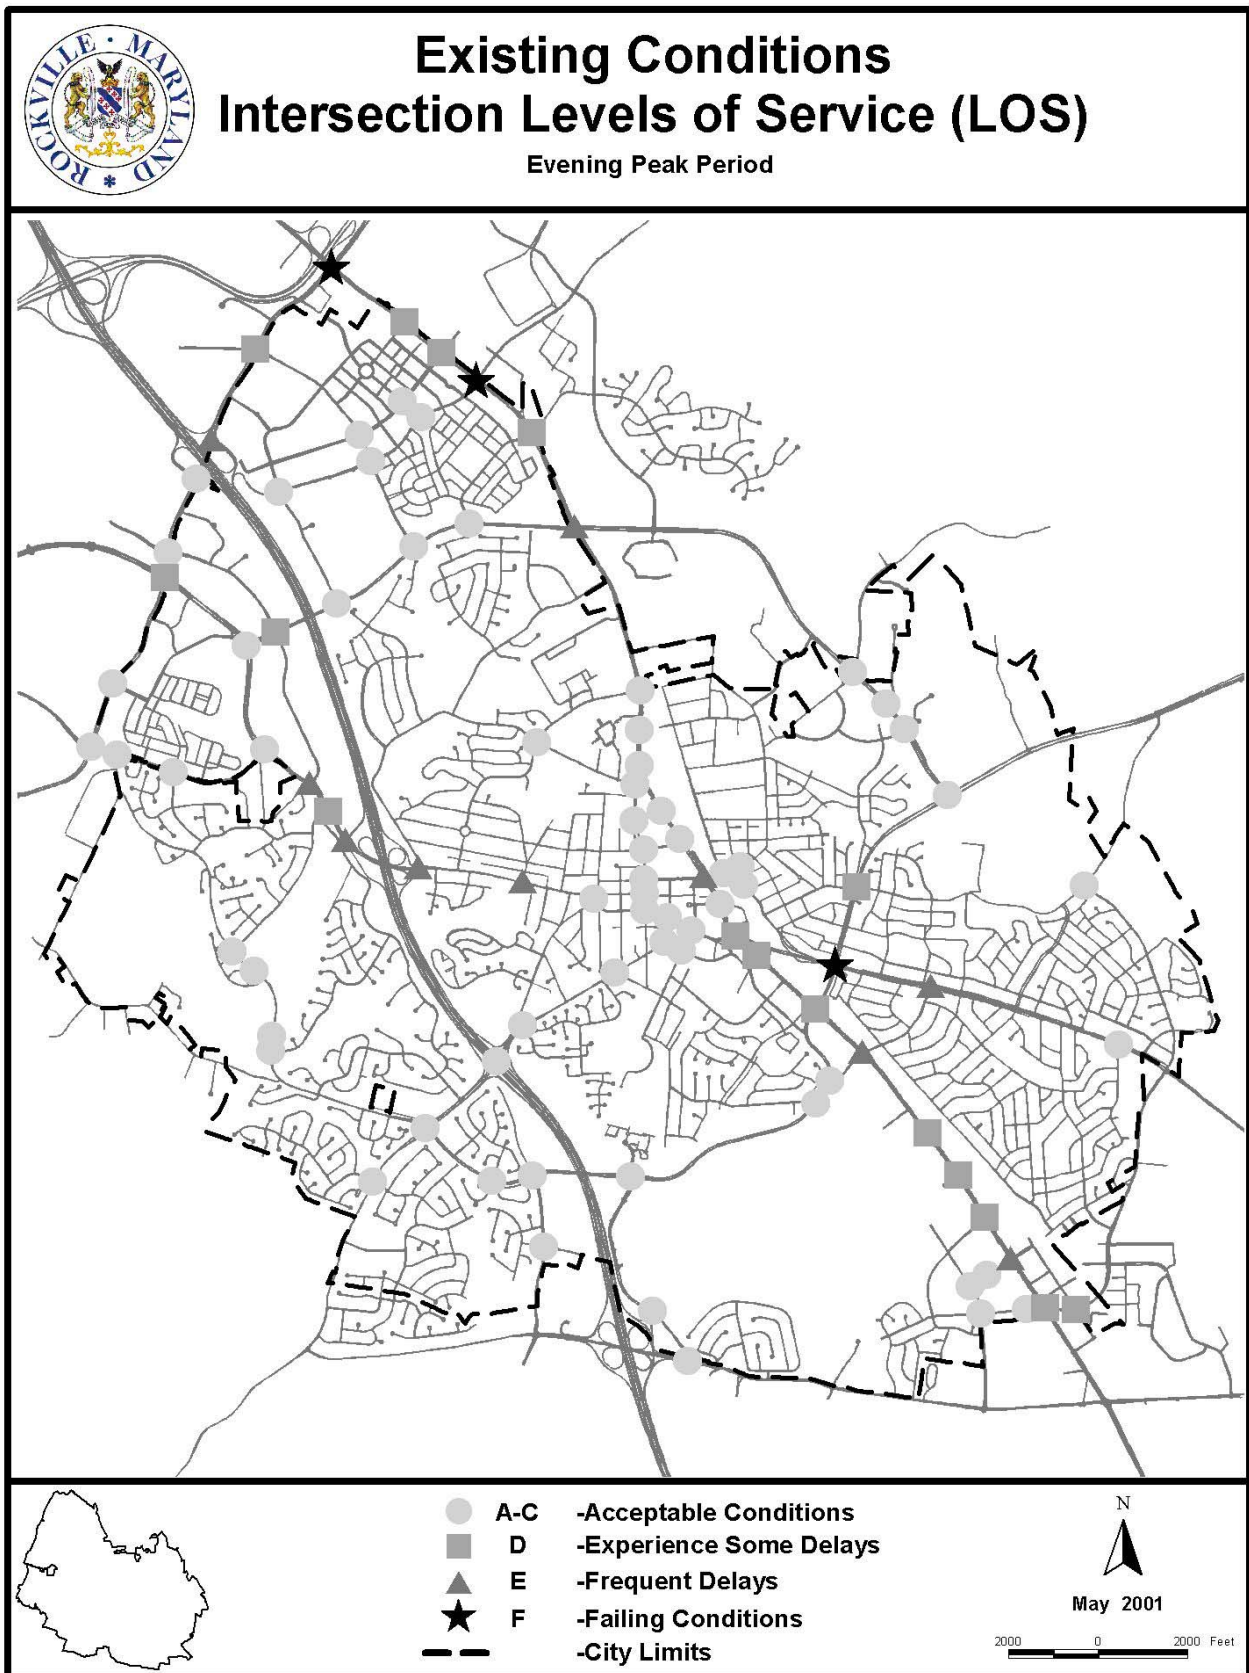 ROCKVILLE · MARYLAND *
Existing Conditions
Intersection Levels of Service (LOS)
Evening Peak Period
A-C -Acceptable Conditions
D -Experience Some Delays
E -Frequent Delays
F -Failing Conditions
-City Limits
N
May 2001
2000 0 2000 Feet